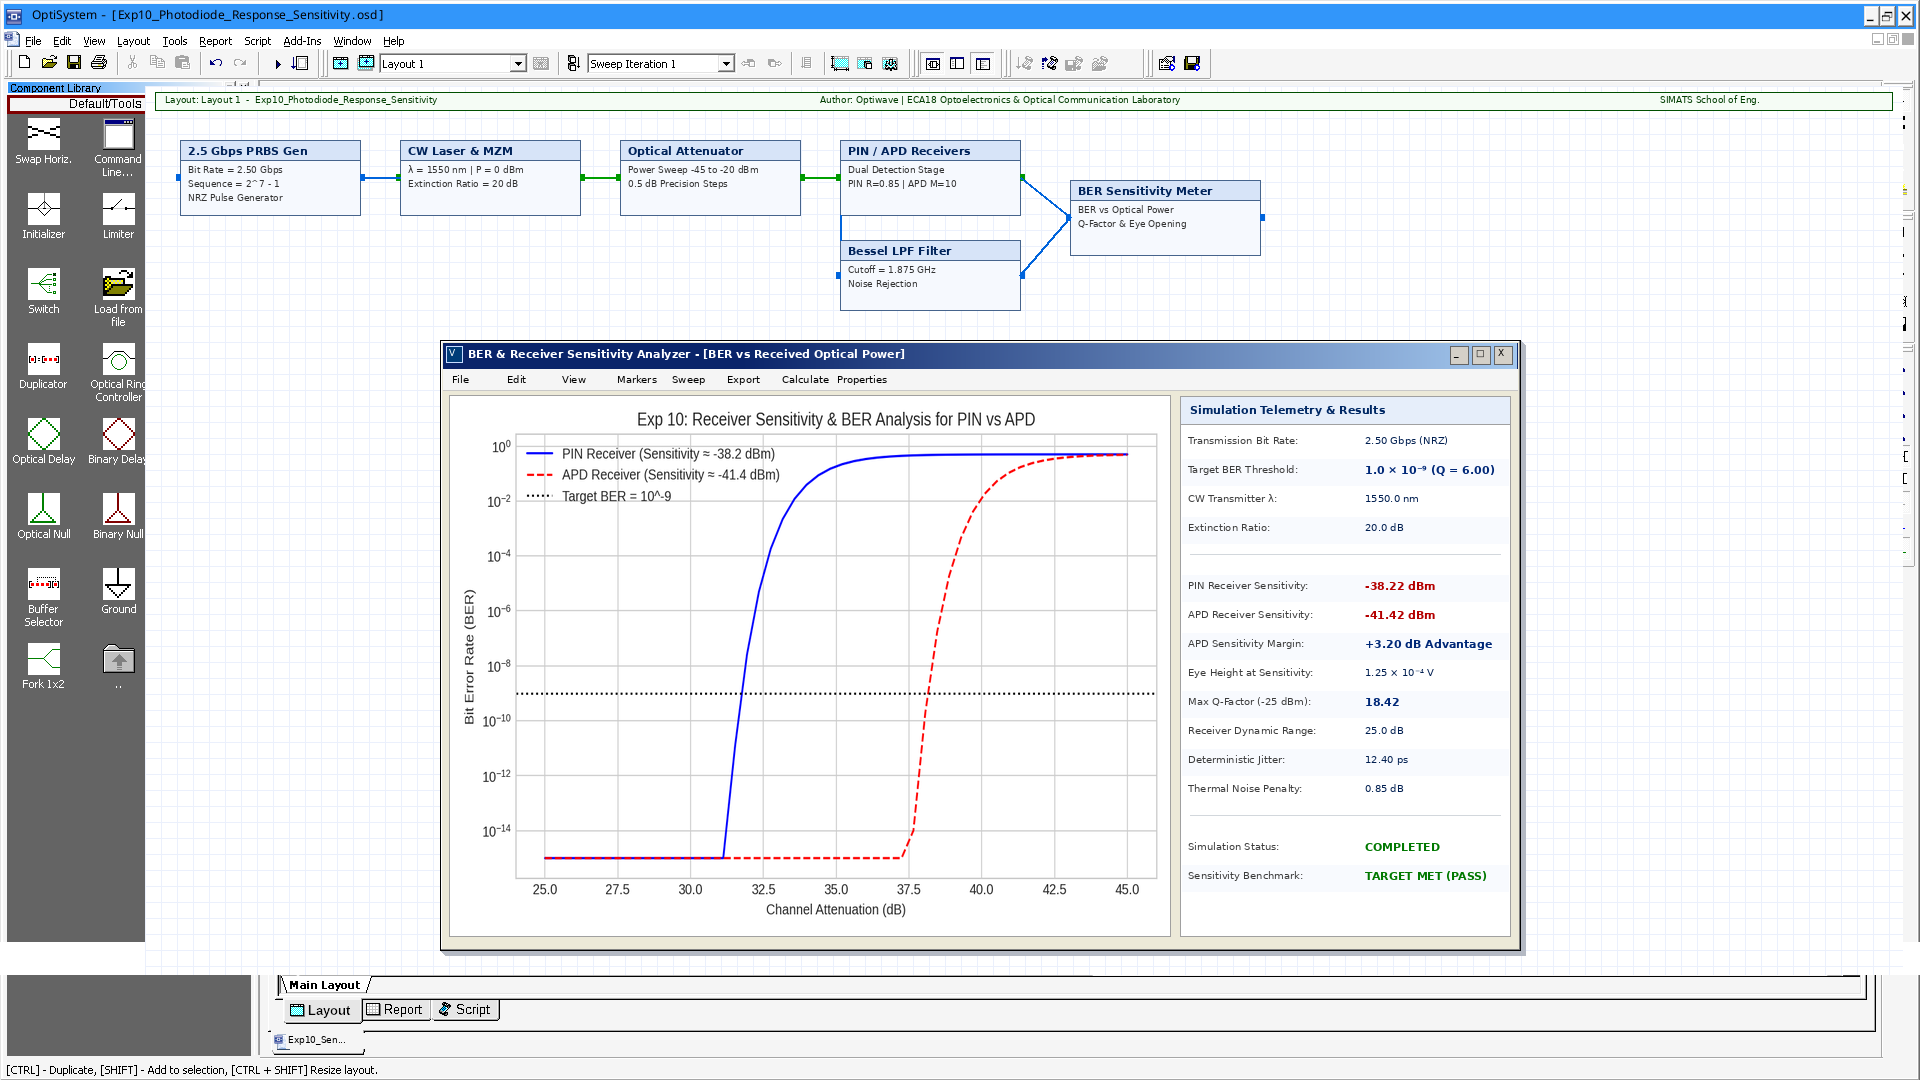 OptiSystem - [Exp10_Photodiode_Response_Sensitivity.osd]
File Edit View Layout Tools Report Script Add-Ins Window Help
Layout 1
Sweep Iteration 1
Component Library
Default/Tools
Swap Horiz.
Command Line...
Initializer
Limiter
Switch
Load from file
Duplicator
Optical Ring Controller
Optical Delay
Binary Delay
Optical Null
Binary Null
Buffer Selector
Ground
Fork 1x2
..
Layout: Layout 1 - Exp10_Photodiode_Response_Sensitivity
Author: Optiwave | ECA18 Optoelectronics & Optical Communication Laboratory
SIMATS School of Eng.
2.5 Gbps PRBS Gen
Bit Rate = 2.50 Gbps
Sequence = 2^7 - 1
NRZ Pulse Generator
CW Laser & MZM
λ = 1550 nm | P = 0 dBm
Extinction Ratio = 20 dB
Optical Attenuator
Power Sweep -45 to -20 dBm
0.5 dB Precision Steps
PIN / APD Receivers
Dual Detection Stage
PIN R=0.85 | APD M=10
Bessel LPF Filter
Cutoff = 1.875 GHz
Noise Rejection
BER Sensitivity Meter
BER vs Optical Power
Q-Factor & Eye Opening
BER & Receiver Sensitivity Analyzer - [BER vs Received Optical Power]
File Edit View Markers Sweep Export Calculate Properties
Exp 10: Receiver Sensitivity & BER Analysis for PIN vs APD
PIN Receiver (Sensitivity ≈ -38.2 dBm)
APD Receiver (Sensitivity ≈ -41.4 dBm)
Target BER = 10^-9
Bit Error Rate (BER)
10⁰
10⁻²
10⁻⁴
10⁻⁶
10⁻⁸
10⁻¹⁰
10⁻¹²
10⁻¹⁴
25.0 27.5 30.0 32.5 35.0 37.5 40.0 42.5 45.0
Channel Attenuation (dB)
Simulation Telemetry & Results
Transmission Bit Rate: 2.50 Gbps (NRZ)
Target BER Threshold: 1.0 × 10⁻⁹ (Q = 6.00)
CW Transmitter λ: 1550.0 nm
Extinction Ratio: 20.0 dB
PIN Receiver Sensitivity: -38.22 dBm
APD Receiver Sensitivity: -41.42 dBm
APD Sensitivity Margin: +3.20 dB Advantage
Eye Height at Sensitivity: 1.25 × 10⁻⁴ V
Max Q-Factor (-25 dBm): 18.42
Receiver Dynamic Range: 25.0 dB
Deterministic Jitter: 12.40 ps
Thermal Noise Penalty: 0.85 dB
Simulation Status: COMPLETED
Sensitivity Benchmark: TARGET MET (PASS)
Main Layout
Layout Report Script
Exp10_Sen...
[CTRL] - Duplicate, [SHIFT] - Add to selection, [CTRL + SHIFT] Resize layout.